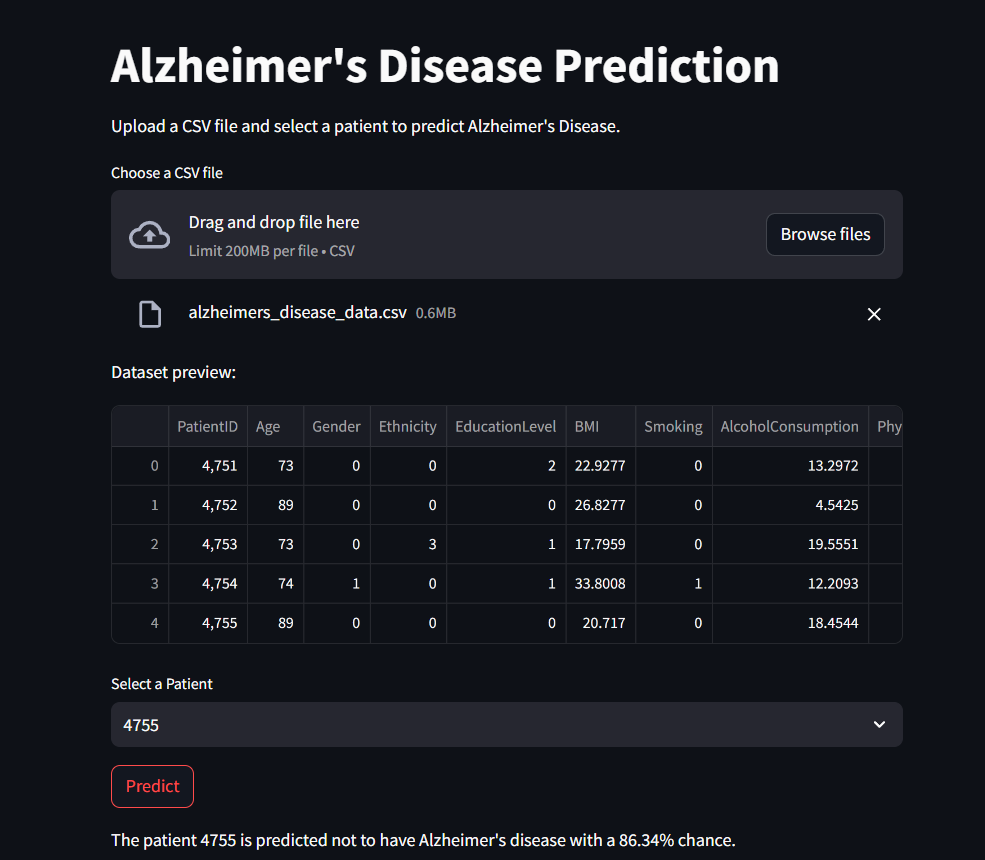 Alzheimer's Disease Prediction
Upload a CSV file and select a patient to predict Alzheimer's Disease.
Choose a CSV file
Drag and drop file here
Limit 200MB per file • CSV
Browse files
alzheimers_disease_data.csv 0.6MB
Dataset preview:
PatientID Age Gender Ethnicity EducationLevel BMI Smoking AlcoholConsumption Phy
0 4,751 73 0 0 2 22.9277 0 13.2972
1 4,752 89 0 0 0 26.8277 0 4.5425
2 4,753 73 0 3 1 17.7959 0 19.5551
3 4,754 74 1 0 1 33.8008 1 12.2093
4 4,755 89 0 0 0 20.717 0 18.4544
Select a Patient
4755
Predict
The patient 4755 is predicted not to have Alzheimer's disease with a 86.34% chance.